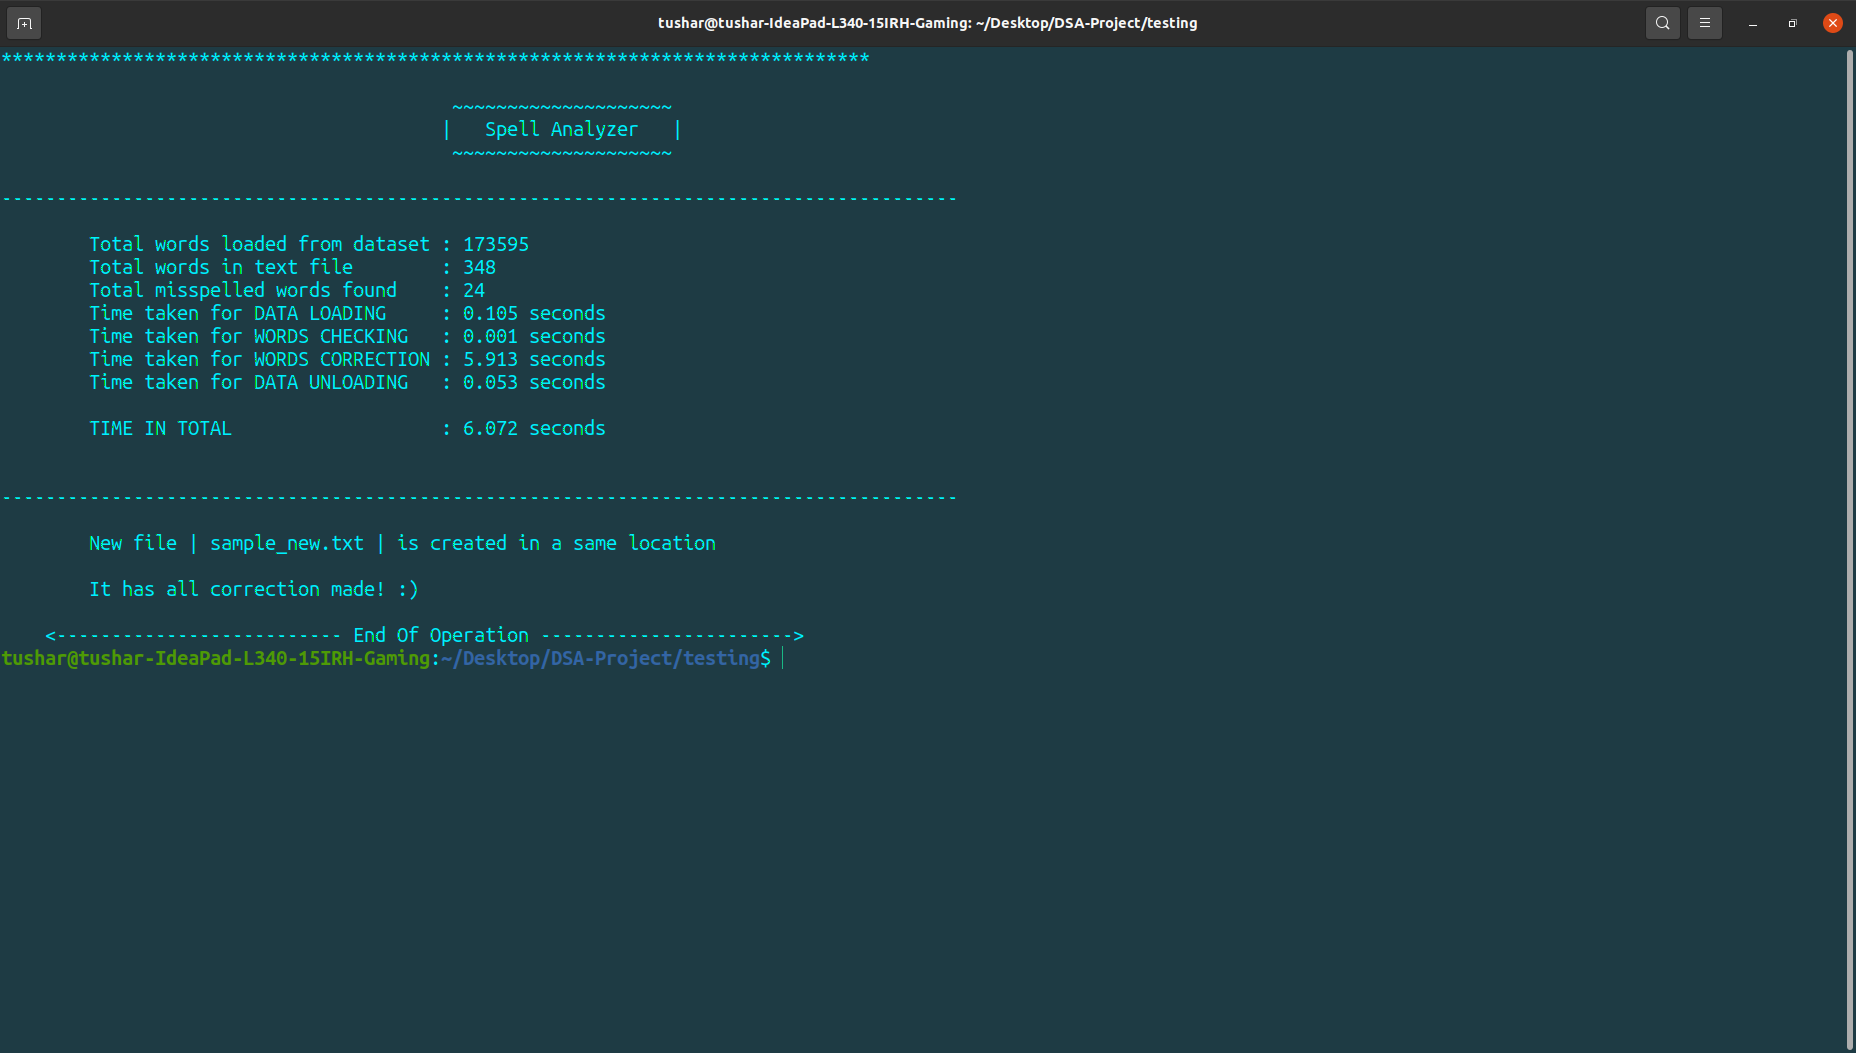 tushar@tushar-IdeaPad-L340-15IRH-Gaming: ~/Desktop/DSA-Project/testing
*******************************************************************************
~~~~~~~~~~~~~~~~~~~~
|   Spell Analyzer   |
~~~~~~~~~~~~~~~~~~~~
---------------------------------------------------------------------------------------
Total words loaded from dataset : 173595
Total words in text file        : 348
Total misspelled words found    : 24
Time taken for DATA LOADING     : 0.105 seconds
Time taken for WORDS CHECKING   : 0.001 seconds
Time taken for WORDS CORRECTION : 5.913 seconds
Time taken for DATA UNLOADING   : 0.053 seconds
TIME IN TOTAL                   : 6.072 seconds
---------------------------------------------------------------------------------------
New file | sample_new.txt | is created in a same location
It has all correction made! :)
<-------------------------- End Of Operation ----------------------->
tushar@tushar-IdeaPad-L340-15IRH-Gaming:~/Desktop/DSA-Project/testing$